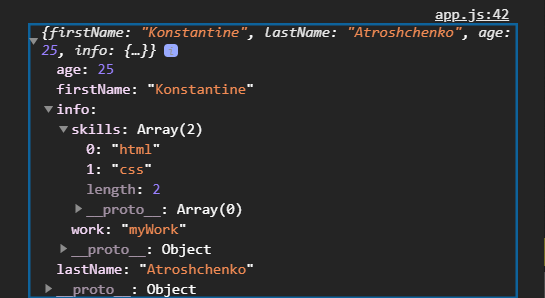 app.js:42
{firstName: "Konstantine", lastName: "Atroshchenko", age:
25, info: {…}} i
age: 25
firstName: "Konstantine"
info:
skills: Array(2)
0: "html"
1: "css"
length: 2
__proto__: Array(0)
work: "myWork"
__proto__: Object
lastName: "Atroshchenko"
__proto__: Object